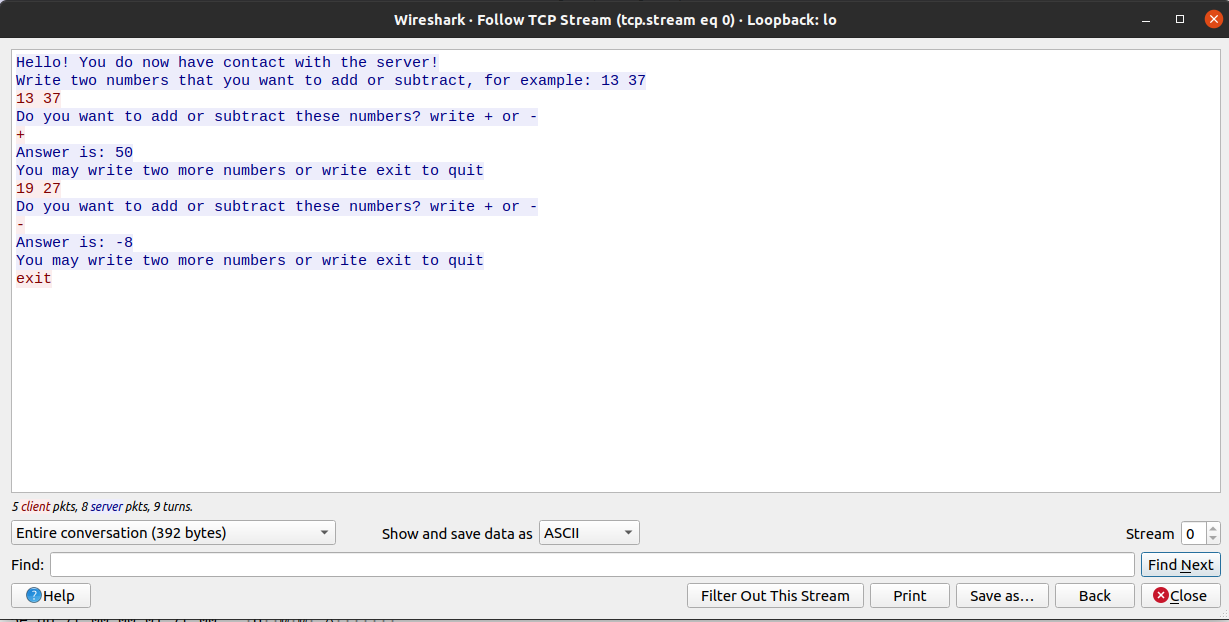 Wireshark · Follow TCP Stream (tcp.stream eq 0) · Loopback: lo
Hello! You do now have contact with the server!
Write two numbers that you want to add or subtract, for example: 13 37
13 37
Do you want to add or subtract these numbers? write + or -
+
Answer is: 50
You may write two more numbers or write exit to quit
19 27
Do you want to add or subtract these numbers? write + or -
-
Answer is: -8
You may write two more numbers or write exit to quit
exit
5 client pkts, 8 server pkts, 9 turns.
Entire conversation (392 bytes) Show and save data as ASCII Stream 0
Find: Find Next
Help Filter Out This Stream Print Save as… Back Close